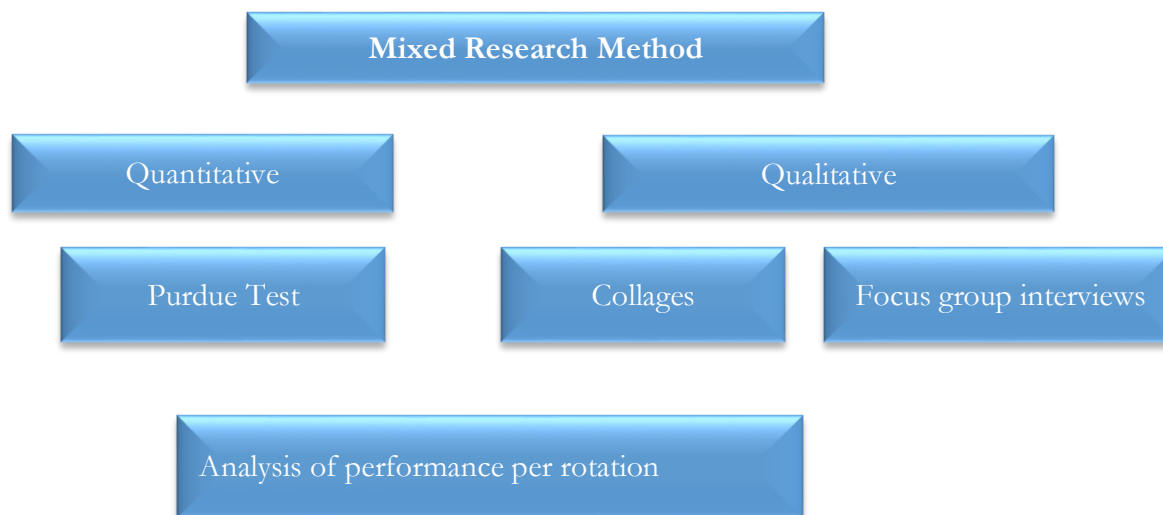 Mixed Research Method
Quantitative
Qualitative
Purdue Test
Collages
Focus group interviews
Analysis of performance per rotation